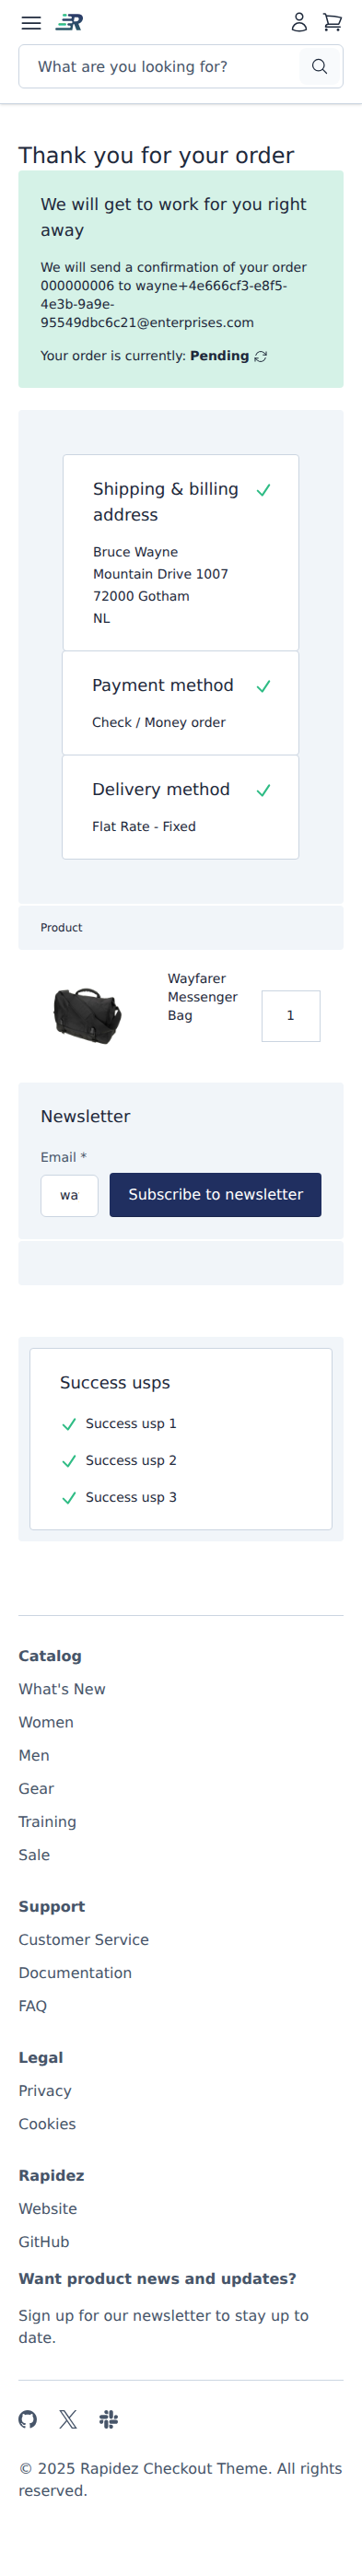 What are you looking for?
Thank you for your order
We will get to work for you right
away
We will send a confirmation of your order
000000006 to wayne+4e666cf3-e8f5-
4e3b-9a9e-
95549dbc6c21@enterprises.com
Your order is currently: Pending
Shipping & billing
address
Bruce Wayne
Mountain Drive 1007
72000 Gotham
NL
Payment method
Check / Money order
Delivery method
Flat Rate - Fixed
Product
Wayfarer
Messenger
Bag
1
Newsletter
Email *
wa
Subscribe to newsletter
Success usps
Success usp 1
Success usp 2
Success usp 3
Catalog
What's New
Women
Men
Gear
Training
Sale
Support
Customer Service
Documentation
FAQ
Legal
Privacy
Cookies
Rapidez
Website
GitHub
Want product news and updates?
Sign up for our newsletter to stay up to
date.
© 2025 Rapidez Checkout Theme. All rights
reserved.